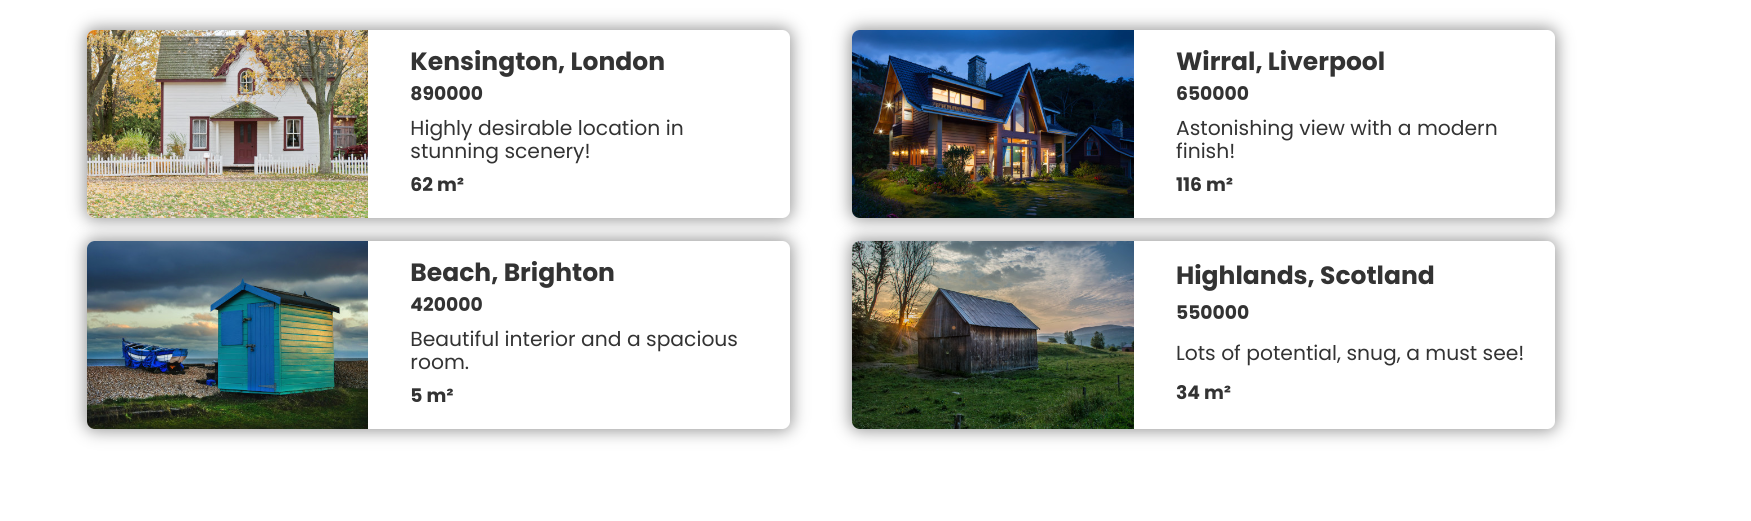 Kensington, London
890000
Highly desirable location in
stunning scenery!
62 m²
Wirral, Liverpool
650000
Astonishing view with a modern
finish!
116 m²
Beach, Brighton
420000
Beautiful interior and a spacious
room.
5 m²
Highlands, Scotland
550000
Lots of potential, snug, a must see!
34 m²